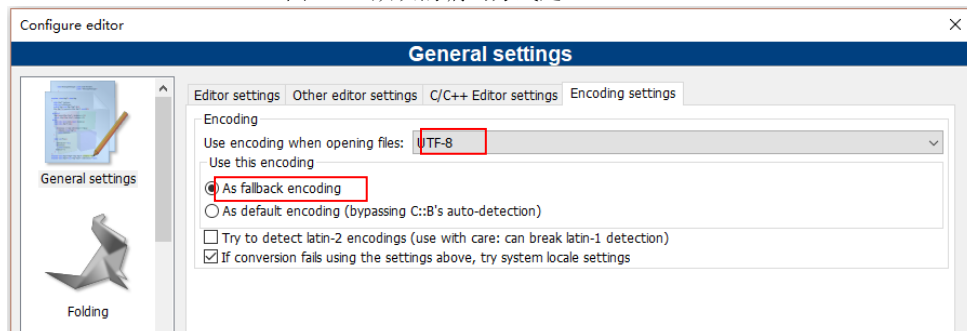 Configure editor
General settings
Editor settings Other editor settings C/C++ Editor settings Encoding settings
Encoding
Use encoding when opening files: UTF-8
Use this encoding
General settings
As fallback encoding
As default encoding (bypassing C::B's auto-detection)
Try to detect latin-2 encodings (use with care: can break latin-1 detection)
If conversion fails using the settings above, try system locale settings
Folding